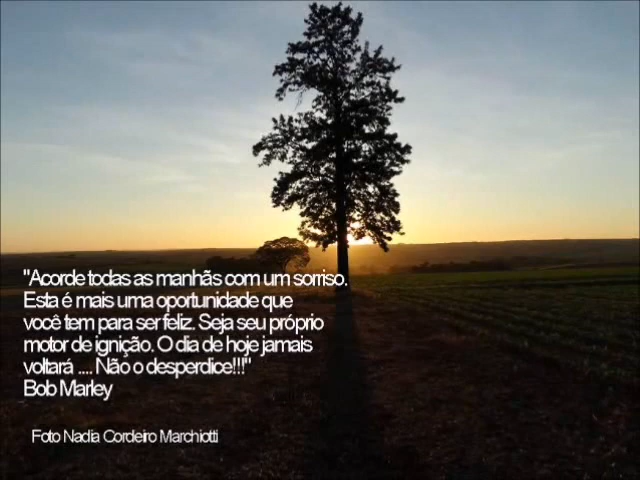 "Acorde todas as manhãs com um sorriso.
Esta é mais uma oportunidade que
você tem para ser feliz. Seja seu próprio
motor de ignição. O dia de hoje jamais
voltará .... Não o desperdice!!!"
Bob Marley
Foto Nadia Cordeiro Marchiotti